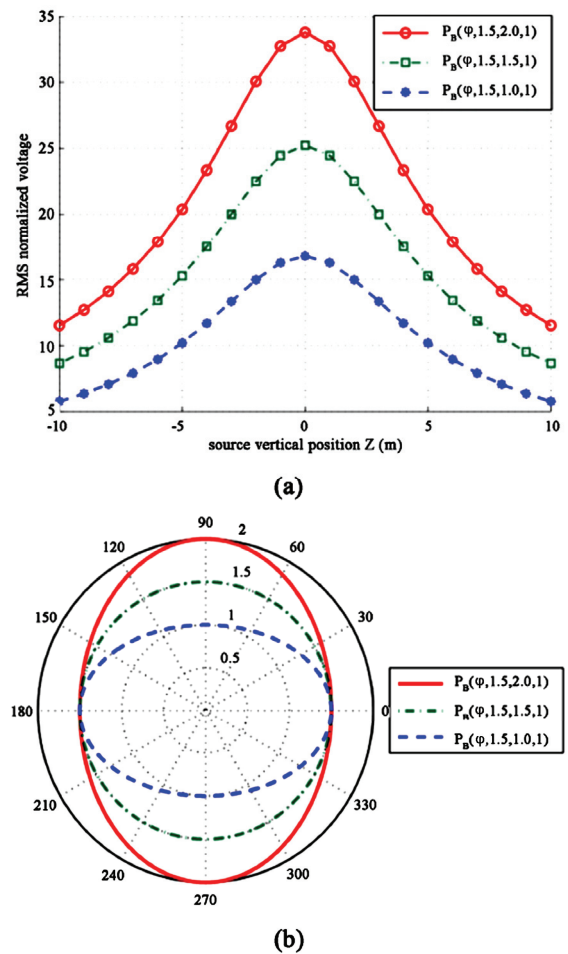 35
30
25
20
15
10
5
RMS normalized voltage
P_B(φ,1.5,2.0,1)
P_B(φ,1.5,1.5,1)
P_B(φ,1.5,1.0,1)
-10 -5 0 5 10
source vertical position Z (m)
(a)
90
2
120 60
1.5
150 1 30
0.5
180 0
P_B(φ,1.5,2.0,1)
P_B(φ,1.5,1.5,1)
P_B(φ,1.5,1.0,1)
210 330
240 300
270
(b)